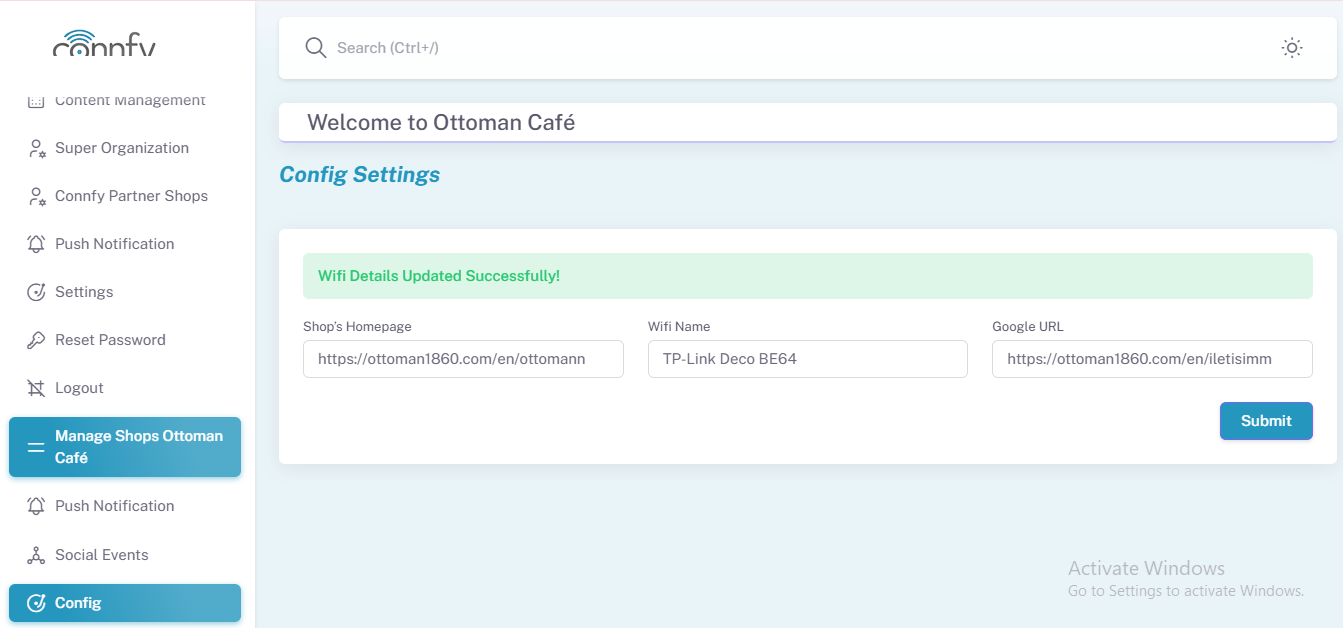 connfy
Search (Ctrl+/)
Content Management
Welcome to Ottoman Café
Super Organization
Config Settings
Connfy Partner Shops
Push Notification
Wifi Details Updated Successfully!
Settings
Shop's Homepage
Wifi Name
Google URL
Reset Password
https://ottoman1860.com/en/ottomann
TP-Link Deco BE64
https://ottoman1860.com/en/iletisimm
Logout
Submit
Manage Shops Ottoman
Café
Push Notification
Social Events
Activate Windows
Go to Settings to activate Windows.
Config